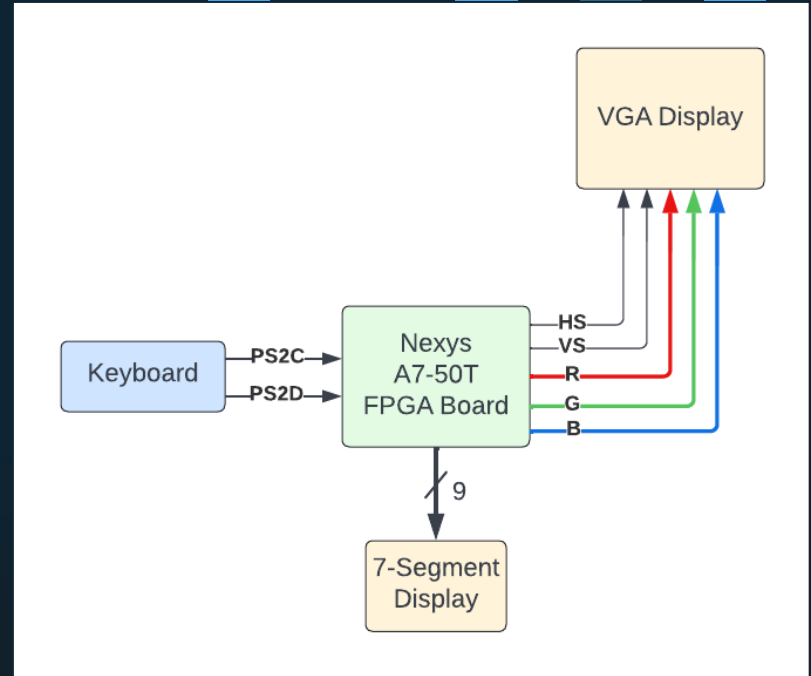 VGA Display
HS
VS
R
G
B
Nexys
A7-50T
FPGA Board
Keyboard
PS2C
PS2D
9
7-Segment
Display